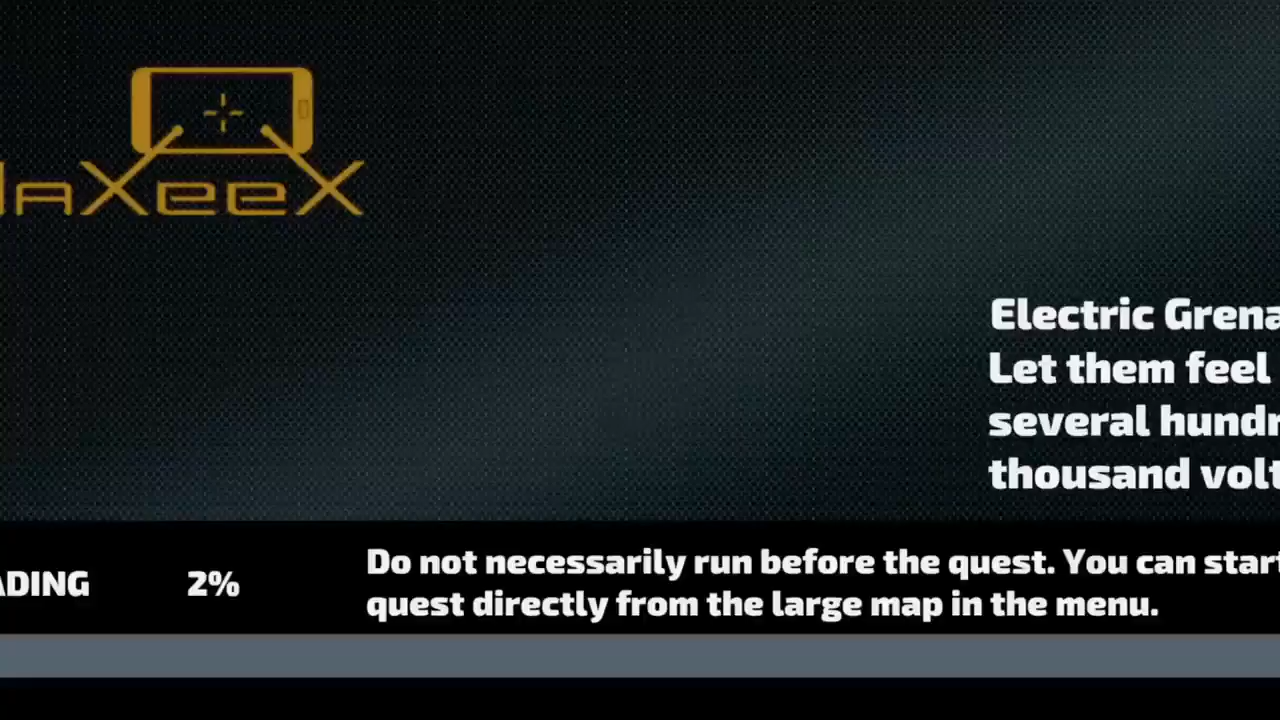 aXeeX
Electric Grena
Let them feel
several hundr
thousand volt
ADING
2%
Do not necessarily run before the quest. You can start
quest directly from the large map in the menu.